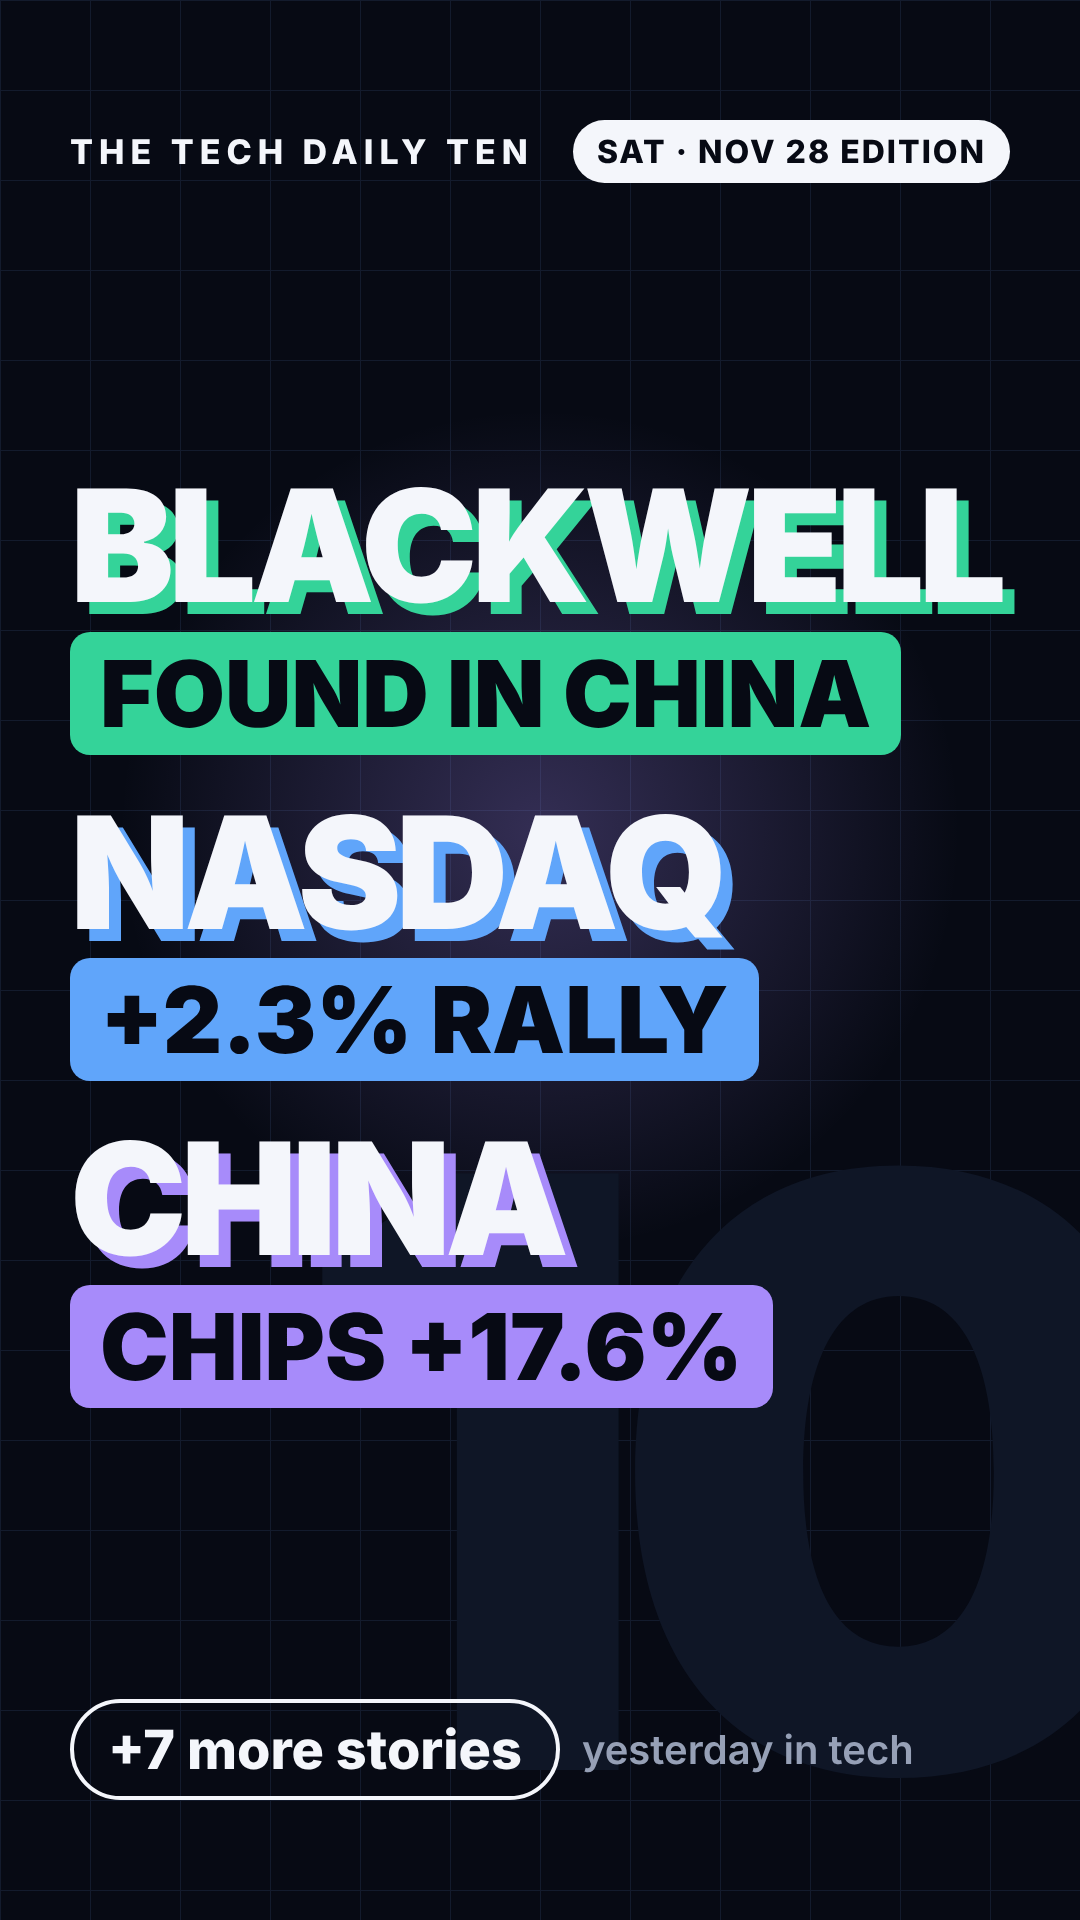 THE TECH DAILY TEN
SAT · NOV 28 EDITION
BLACKWELL
FOUND IN CHINA
NASDAQ
+2.3% RALLY
CHINA
CHIPS +17.6%
10
+7 more stories
yesterday in tech